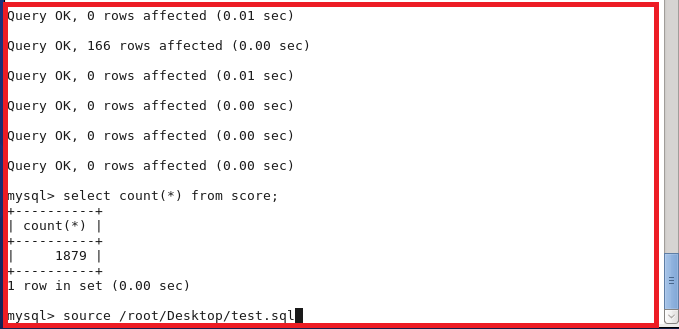 Query OK, 0 rows affected (0.01 sec)
Query OK, 166 rows affected (0.00 sec)
Query OK, 0 rows affected (0.01 sec)
Query OK, 0 rows affected (0.00 sec)
Query OK, 0 rows affected (0.00 sec)
Query OK, 0 rows affected (0.00 sec)
mysql> select count(*) from score;
+----------+
| count(*) |
+----------+
|     1879 |
+----------+
1 row in set (0.00 sec)
mysql> source /root/Desktop/test.sql